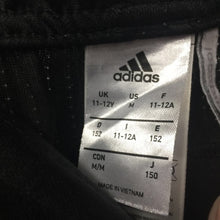 adidas
UK US F
11-12Y M 11-12A
D I E
152 11-12A 152
CDN J
M/M 150
MADE IN VIETNAM